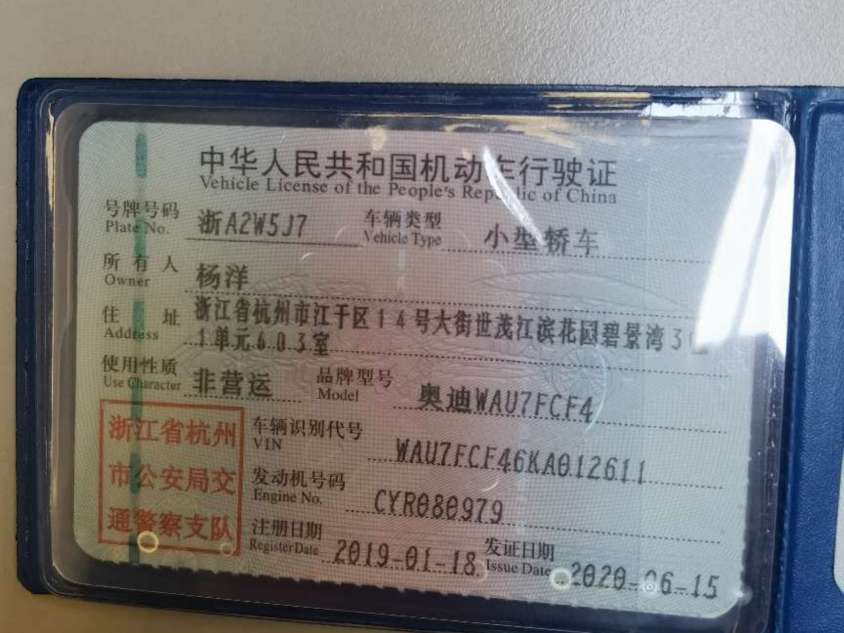 中华人民共和国机动车行驶证
Vehicle License of the People's Republic of China
号牌号码 浙A2W5J7 车辆类型 小型轿车
Plate No. Vehicle Type
所有人 杨洋
Owner
住址 浙江省杭州市江干区14号大街世茂江滨花园碧景湾3
Address 1单元603室
使用性质 非营运 品牌型号 奥迪WAU7FCF4
Use Character Model
浙江省杭州
市公安局交
通警察支队
车辆识别代号 WAU7FCF46KA012611
VIN
发动机号码 CYR080979
Engine No.
注册日期 2019-01-18 发证日期 2020-06-15
Register Date Issue Date